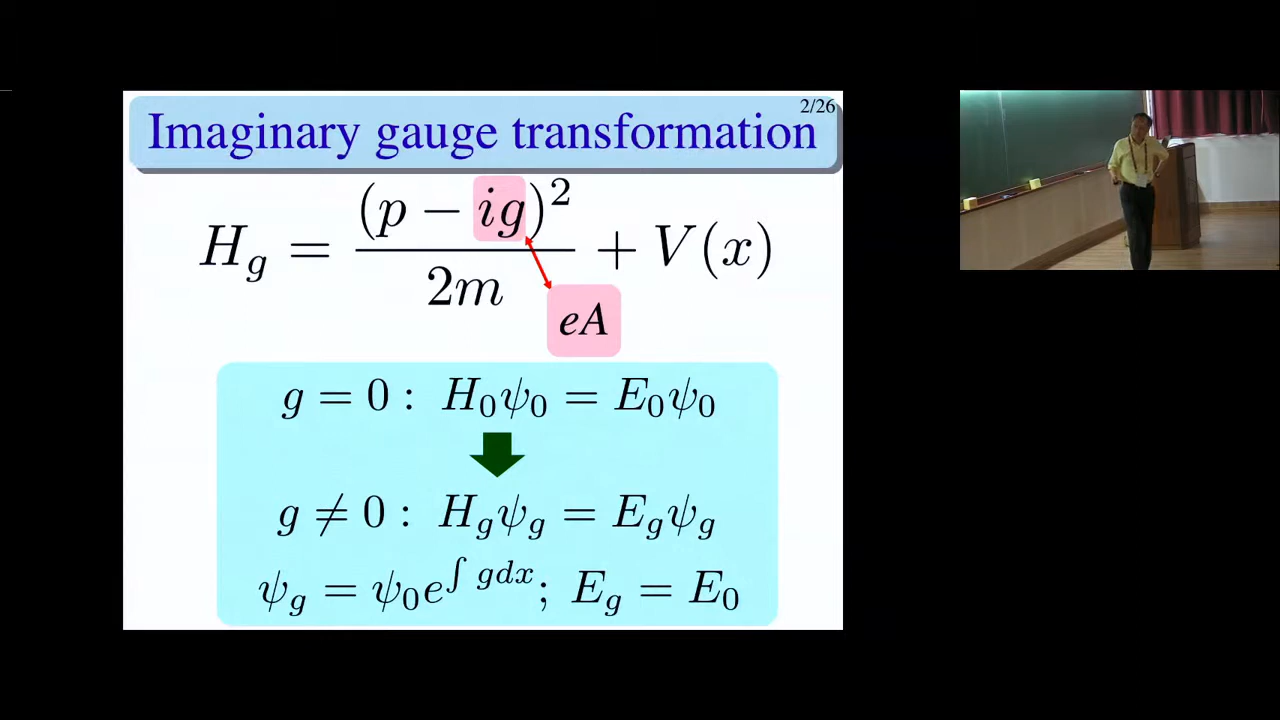 2/26
Imaginary gauge transformation
H_g = \frac{(p - ig)^2}{2m} + V(x)
eA
g = 0 : H_0ψ_0 = E_0ψ_0
g ≠ 0 : H_gψ_g = E_gψ_g
ψ_g = ψ_0e^{∫ gdx}; E_g = E_0